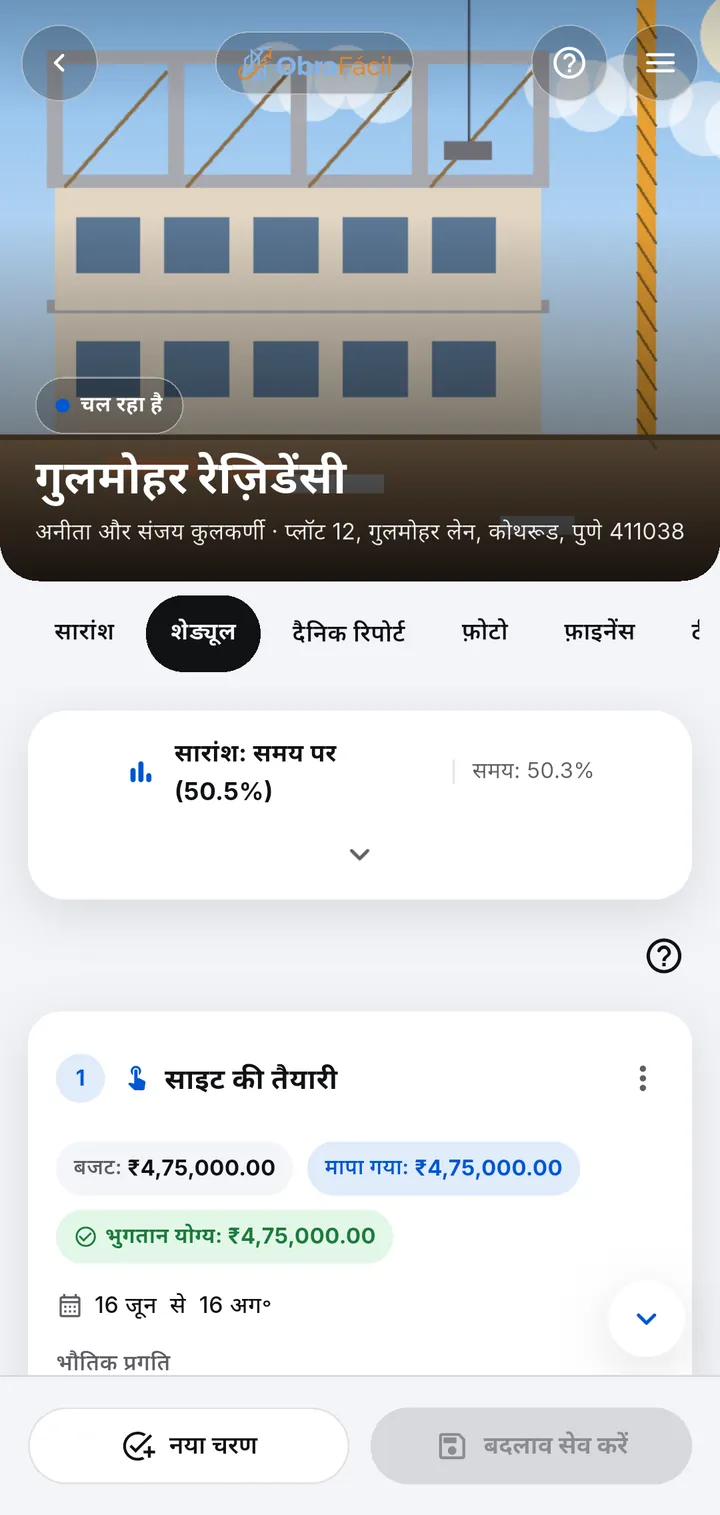 ObraFácil
चल रहा है
गुलमोहर रेज़िडेंसी
अनीता और संजय कुलकर्णी · प्लॉट 12, गुलमोहर लेन, कोथरूड, पुणे 411038
सारांश
शेड्यूल
दैनिक रिपोर्ट
फ़ोटो
फ़ाइनेंस
सारांश: समय पर
(50.5%)
समय: 50.3%
1
साइट की तैयारी
बजट: ₹4,75,000.00
मापा गया: ₹4,75,000.00
भुगतान योग्य: ₹4,75,000.00
16 जून से 16 अग॰
भौतिक प्रगति
नया चरण
बदलाव सेव करें